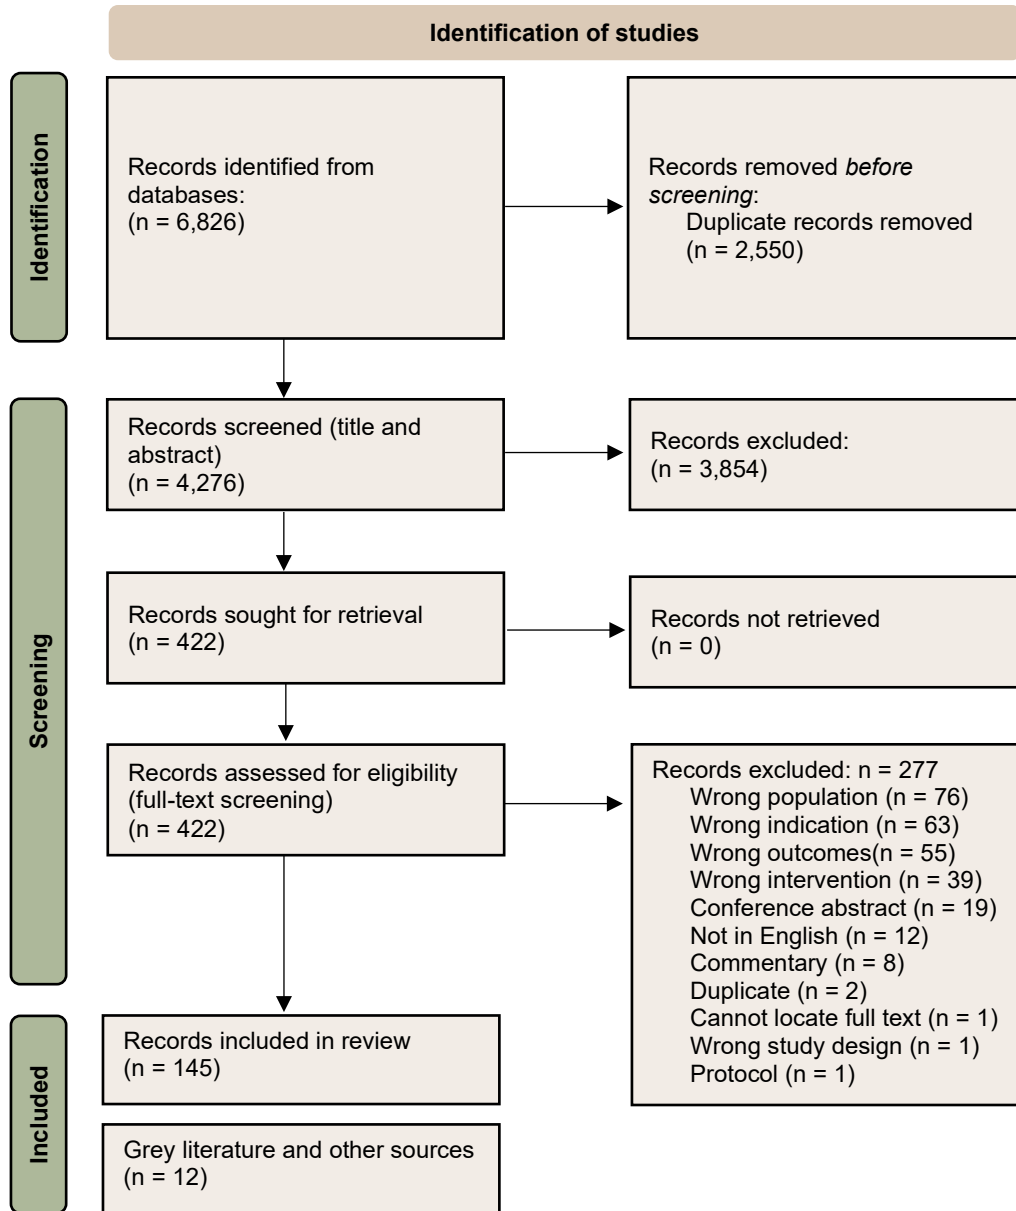 Identification of studies
Identification
Records identified from
databases:
(n = 6,826)
Records removed before
screening:
Duplicate records removed
(n = 2,550)
Screening
Records screened (title and
abstract)
(n = 4,276)
Records excluded:
(n = 3,854)
Records sought for retrieval
(n = 422)
Records not retrieved
(n = 0)
Records assessed for eligibility
(full-text screening)
(n = 422)
Records excluded: n = 277
Wrong population (n = 76)
Wrong indication (n = 63)
Wrong outcomes(n = 55)
Wrong intervention (n = 39)
Conference abstract (n = 19)
Not in English (n = 12)
Commentary (n = 8)
Duplicate (n = 2)
Cannot locate full text (n = 1)
Wrong study design (n = 1)
Protocol (n = 1)
Included
Records included in review
(n = 145)
Grey literature and other sources
(n = 12)